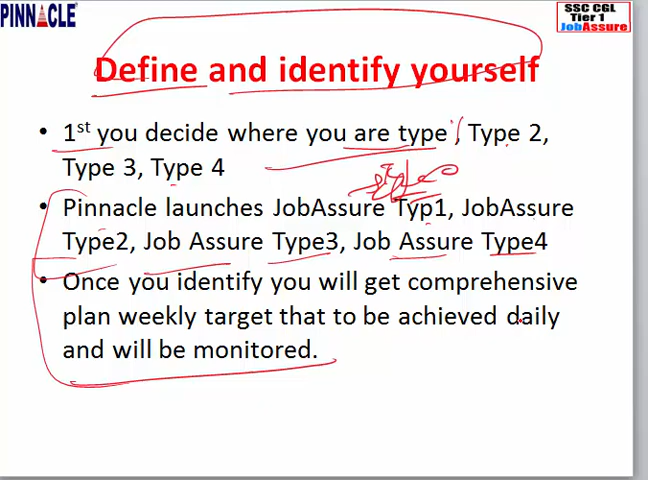 PINNACLE
SSC CGL
Tier 1
JobAssure
Define and identify yourself
• 1st you decide where you are type , Type 2,
Type 3, Type 4
• Pinnacle launches JobAssure Typ1, JobAssure
Type2, Job Assure Type3, Job Assure Type4
• Once you identify you will get comprehensive
plan weekly target that to be achieved daily
and will be monitored.